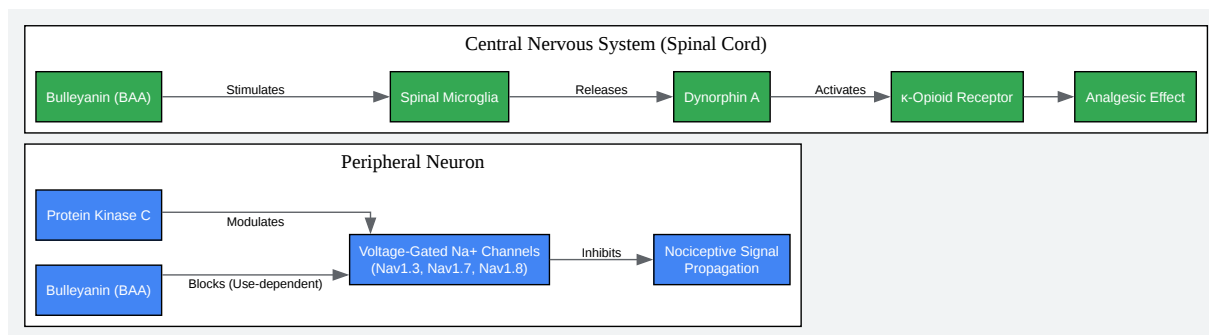 Central Nervous System (Spinal Cord)
Bulleyanin (BAA)
Stimulates
Spinal Microglia
Releases
Dynorphin A
Activates
κ-Opioid Receptor
Analgesic Effect
Peripheral Neuron
Protein Kinase C
Modulates
Voltage-Gated Na+ Channels
(Nav1.3, Nav1.7, Nav1.8)
Inhibits
Nociceptive Signal
Propagation
Bulleyanin (BAA)
Blocks (Use-dependent)